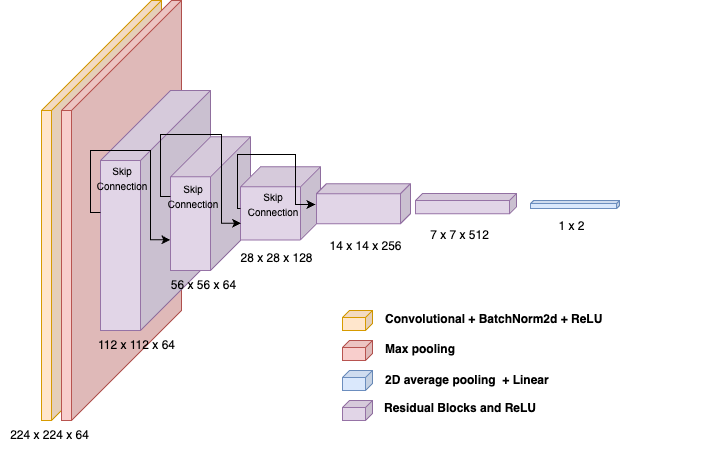 Skip
Connection
Skip
Connection
Skip
Connection
224 x 224 x 64
112 x 112 x 64
56 x 56 x 64
28 x 28 x 128
14 x 14 x 256
7 x 7 x 512
1 x 2
Convolutional + BatchNorm2d + ReLU
Max pooling
2D average pooling + Linear
Residual Blocks and ReLU